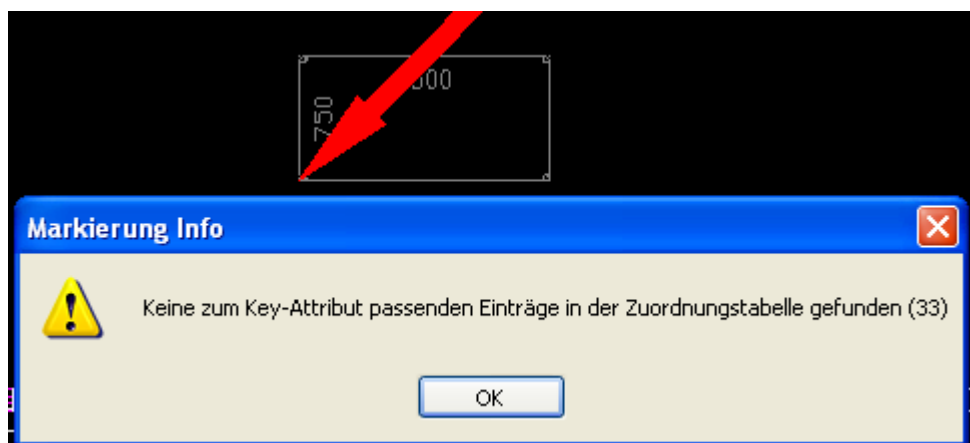 750
Markierung Info
Keine zum Key-Attribut passenden Einträge in der Zuordnungstabelle gefunden (33)
OK